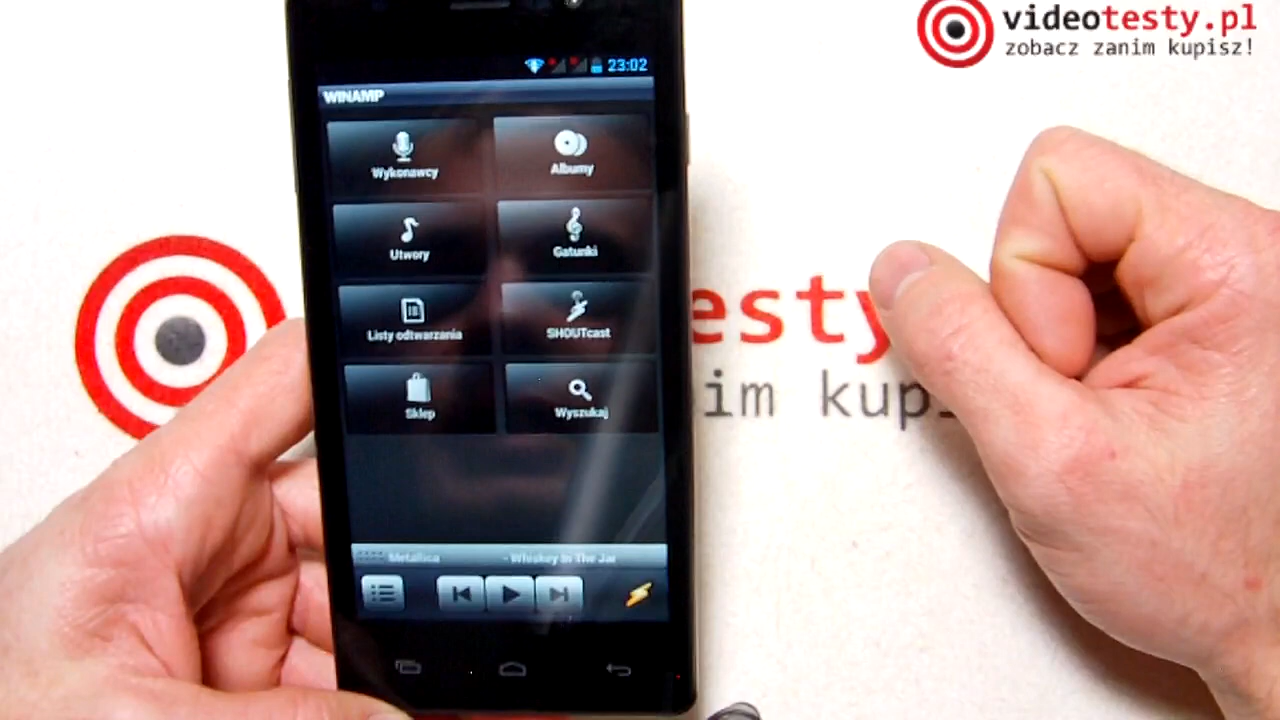 videotesty.pl
zobacz zanim kupisz!
23:02
WINAMP
Wykonawcy
Albumy
Utwory
Gatunki
Listy odtwarzania
SHOUTcast
Sklep
Wyszukaj
Metallica - Whiskey In The Jar
esty
im kupi